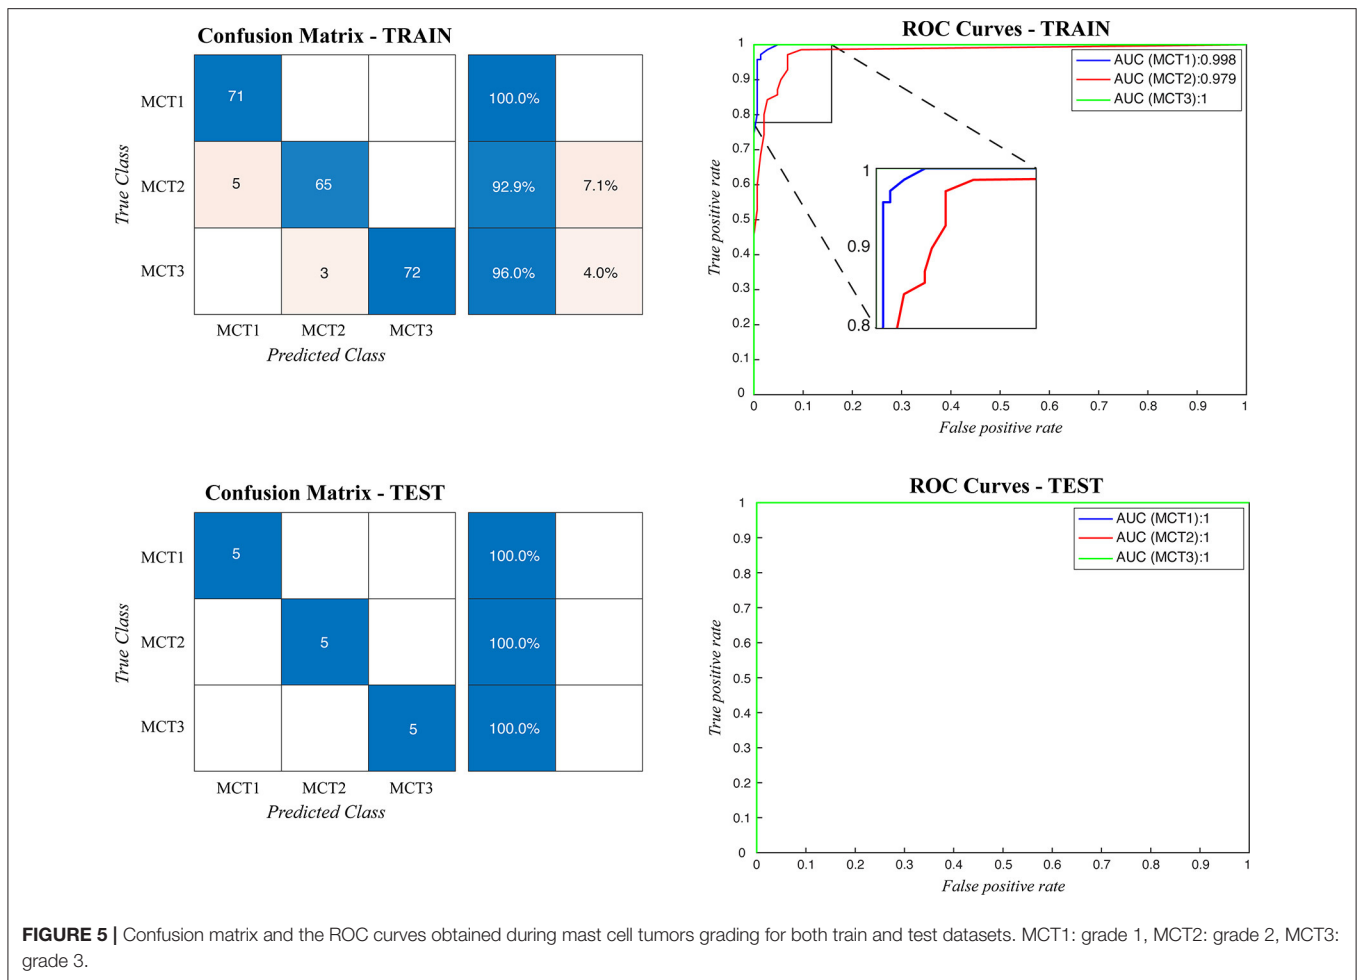 Confusion Matrix - TRAIN
True Class
MCT1
71
100.0%
MCT2
5
65
92.9%
7.1%
MCT3
3
72
96.0%
4.0%
MCT1 MCT2 MCT3
Predicted Class
ROC Curves - TRAIN
True positive rate
1
0.9
0.8
0.7
0.6
0.5
0.4
0.3
0.2
0.1
0
AUC (MCT1):0.998
AUC (MCT2):0.979
AUC (MCT3):1
1
0.9
0.8
0 0.1 0.2 0.3 0.4 0.5 0.6 0.7 0.8 0.9 1
False positive rate
Confusion Matrix - TEST
True Class
MCT1
5
100.0%
MCT2
5
100.0%
MCT3
5
100.0%
MCT1 MCT2 MCT3
Predicted Class
ROC Curves - TEST
True positive rate
1
0.9
0.8
0.7
0.6
0.5
0.4
0.3
0.2
0.1
0
AUC (MCT1):1
AUC (MCT2):1
AUC (MCT3):1
0 0.1 0.2 0.3 0.4 0.5 0.6 0.7 0.8 0.9 1
False positive rate
FIGURE 5 | Confusion matrix and the ROC curves obtained during mast cell tumors grading for both train and test datasets. MCT1: grade 1, MCT2: grade 2, MCT3:
grade 3.